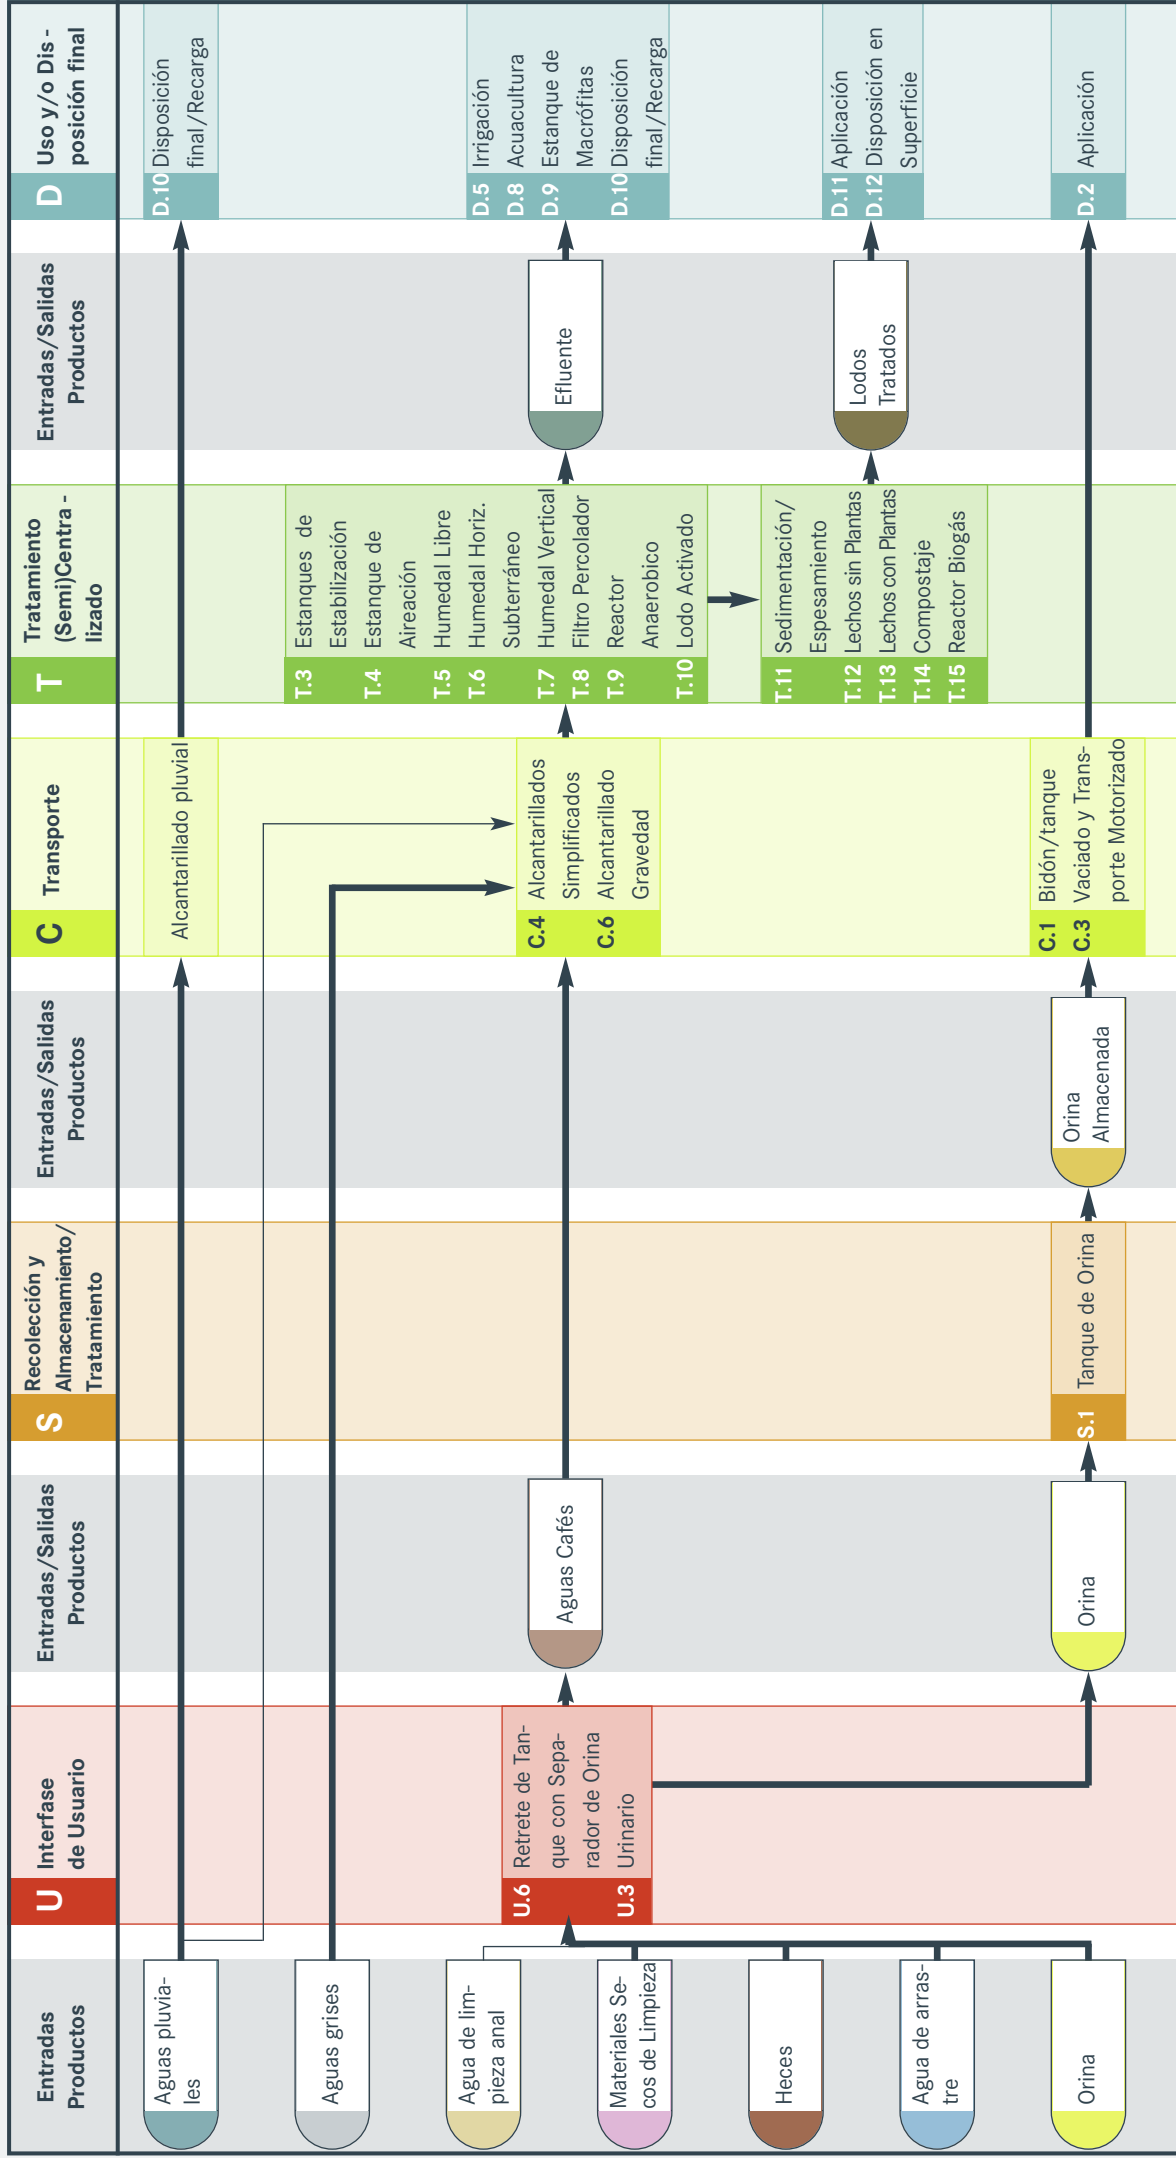 Entradas
Productos
U
Interfase
de Usuario
Entradas/Salidas
Productos
S
Recolección y
Almacenamiento/
Tratamiento
Entradas/Salidas
Productos
C
Transporte
T
Tratamiento
(Semi)Centra -
lizado
Entradas/Salidas
Productos
D
Uso y/o Dis -
posición final
Aguas pluvia-
les
Alcantarillado pluvial
D.10 Disposición
final/Recarga
Aguas grises
Agua de lim-
pieza anal
Materiales Se-
cos de Limpieza
Heces
Agua de arras-
tre
Orina
U.6 Retrete de Tan-
que con Sepa-
rador de Orina
U.3 Urinario
Aguas Cafés
C.4 Alcantarillados
Simplificados
C.6 Alcantarillado
Gravedad
T.3 Estanques de
Estabilización
T.4 Estanque de
Aireación
T.5 Humedal Libre
T.6 Humedal Horiz.
Subterráneo
T.7 Humedal Vertical
T.8 Filtro Percolador
T.9 Reactor
Anaerobico
T.10 Lodo Activado
Efluente
D.5 Irrigación
D.8 Acuacultura
D.9 Estanque de
Macrófitas
D.10 Disposición
final/Recarga
T.11 Sedimentación/
Espesamiento
T.12 Lechos sin Plantas
T.13 Lechos con Plantas
T.14 Compostaje
T.15 Reactor Biogás
Lodos
Tratados
D.11 Aplicación
D.12 Disposición en
Superficie
Orina
S.1 Tanque de Orina
Orina
Almacenada
C.1 Bidón/tanque
C.3 Vaciado y Trans-
porte Motorizado
D.2 Aplicación